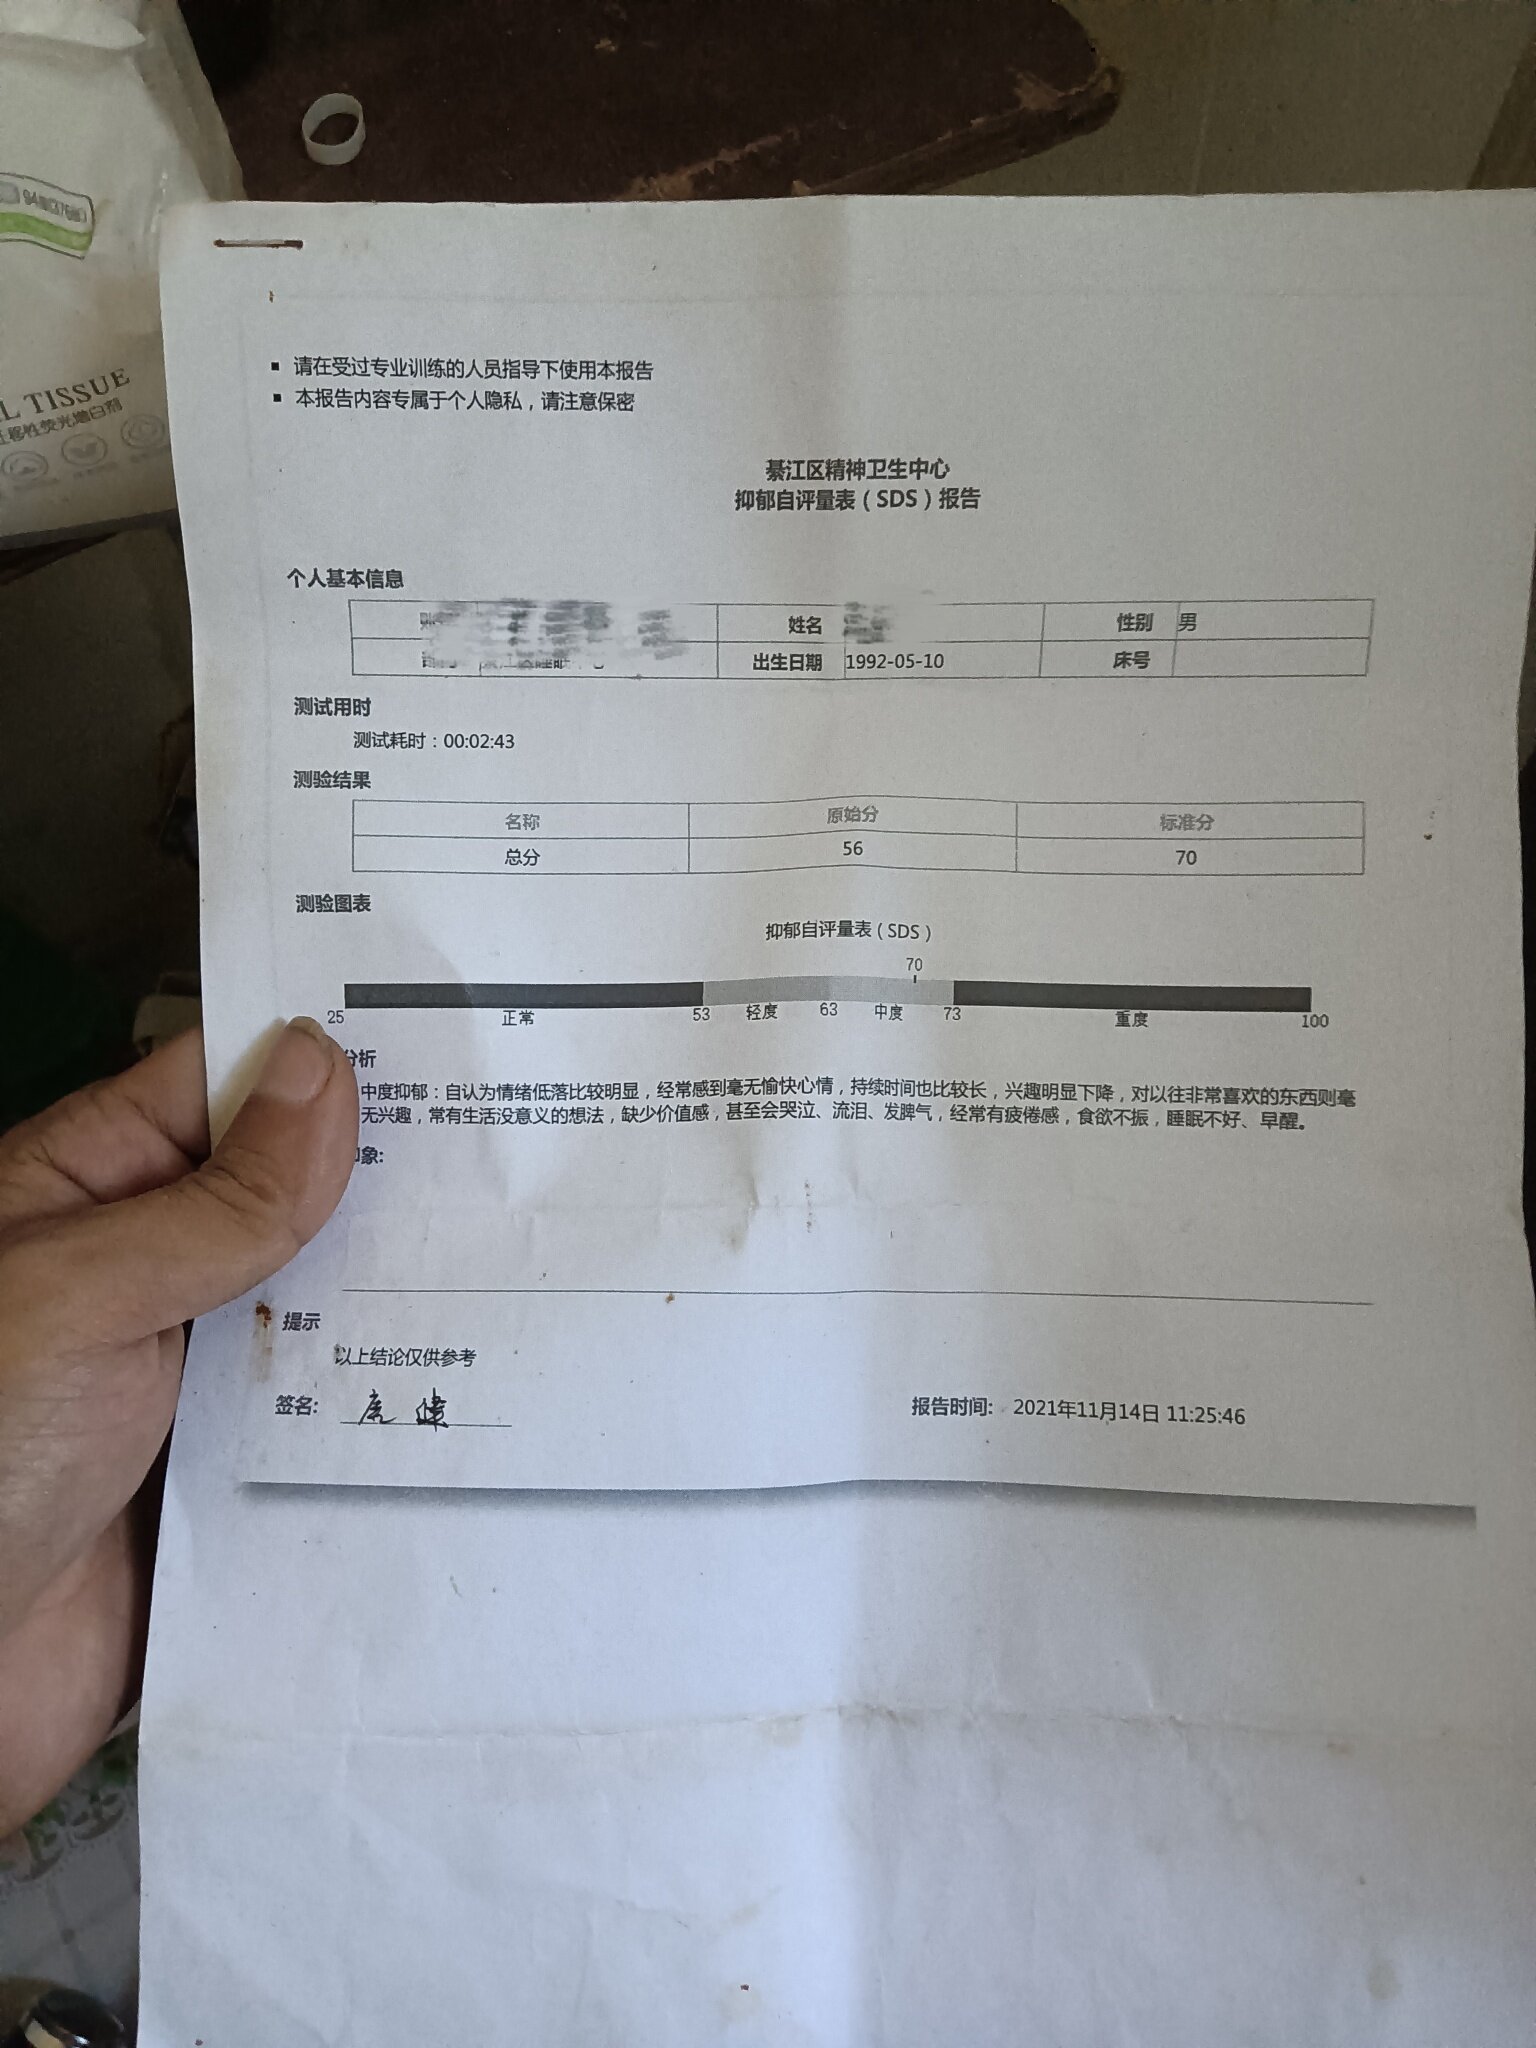 L TISSUE
移性荧光增白剂
■ 请在受过专业训练的人员指导下使用本报告
■ 本报告内容专属于个人隐私，请注意保密
綦江区精神卫生中心
抑郁自评量表（SDS）报告
个人基本信息
姓名 性别 男
出生日期 1992-05-10 床号
测试用时
测试耗时：00:02:43
测验结果
名称 原始分 标准分
总分 56 70
测验图表
抑郁自评量表（SDS）
70
25 正常 53 轻度 63 中度 73 重度 100
分析
中度抑郁：自认为情绪低落比较明显，经常感到毫无愉快心情，持续时间也比较长，兴趣明显下降，对以往非常喜欢的东西则毫
无兴趣，常有生活没意义的想法，缺少价值感，甚至会哭泣、流泪、发脾气，经常有疲倦感，食欲不振，睡眠不好、早醒。
象:
提示
以上结论仅供参考
签名:
报告时间: 2021年11月14日 11:25:46